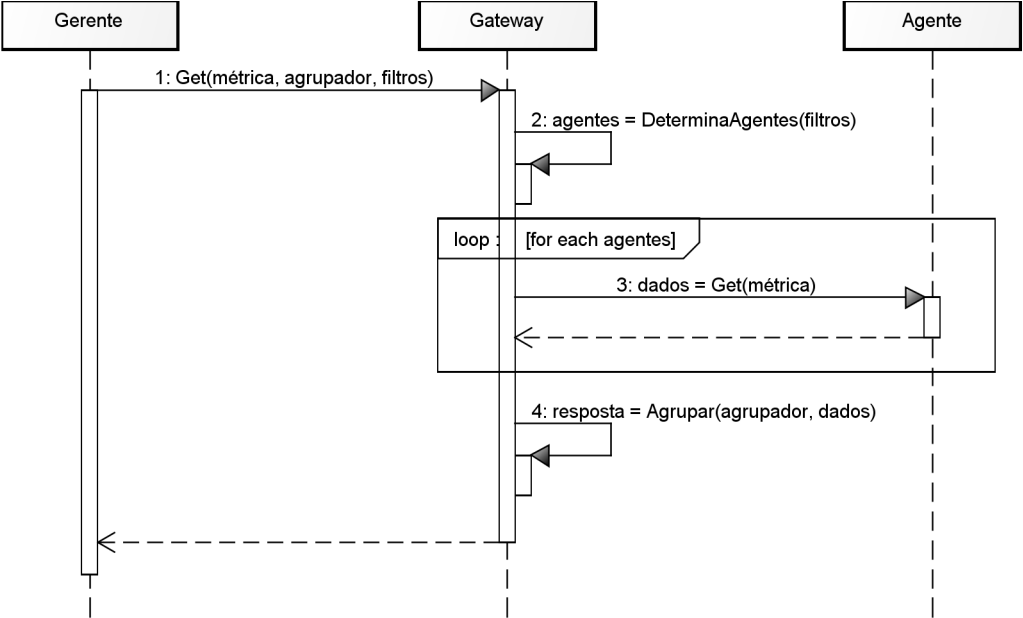 Gerente
Gateway
Agente
1: Get(métrica, agrupador, filtros)
2: agentes = DeterminaAgentes(filtros)
loop : [for each agentes]
3: dados = Get(métrica)
4: resposta = Agrupar(agrupador, dados)